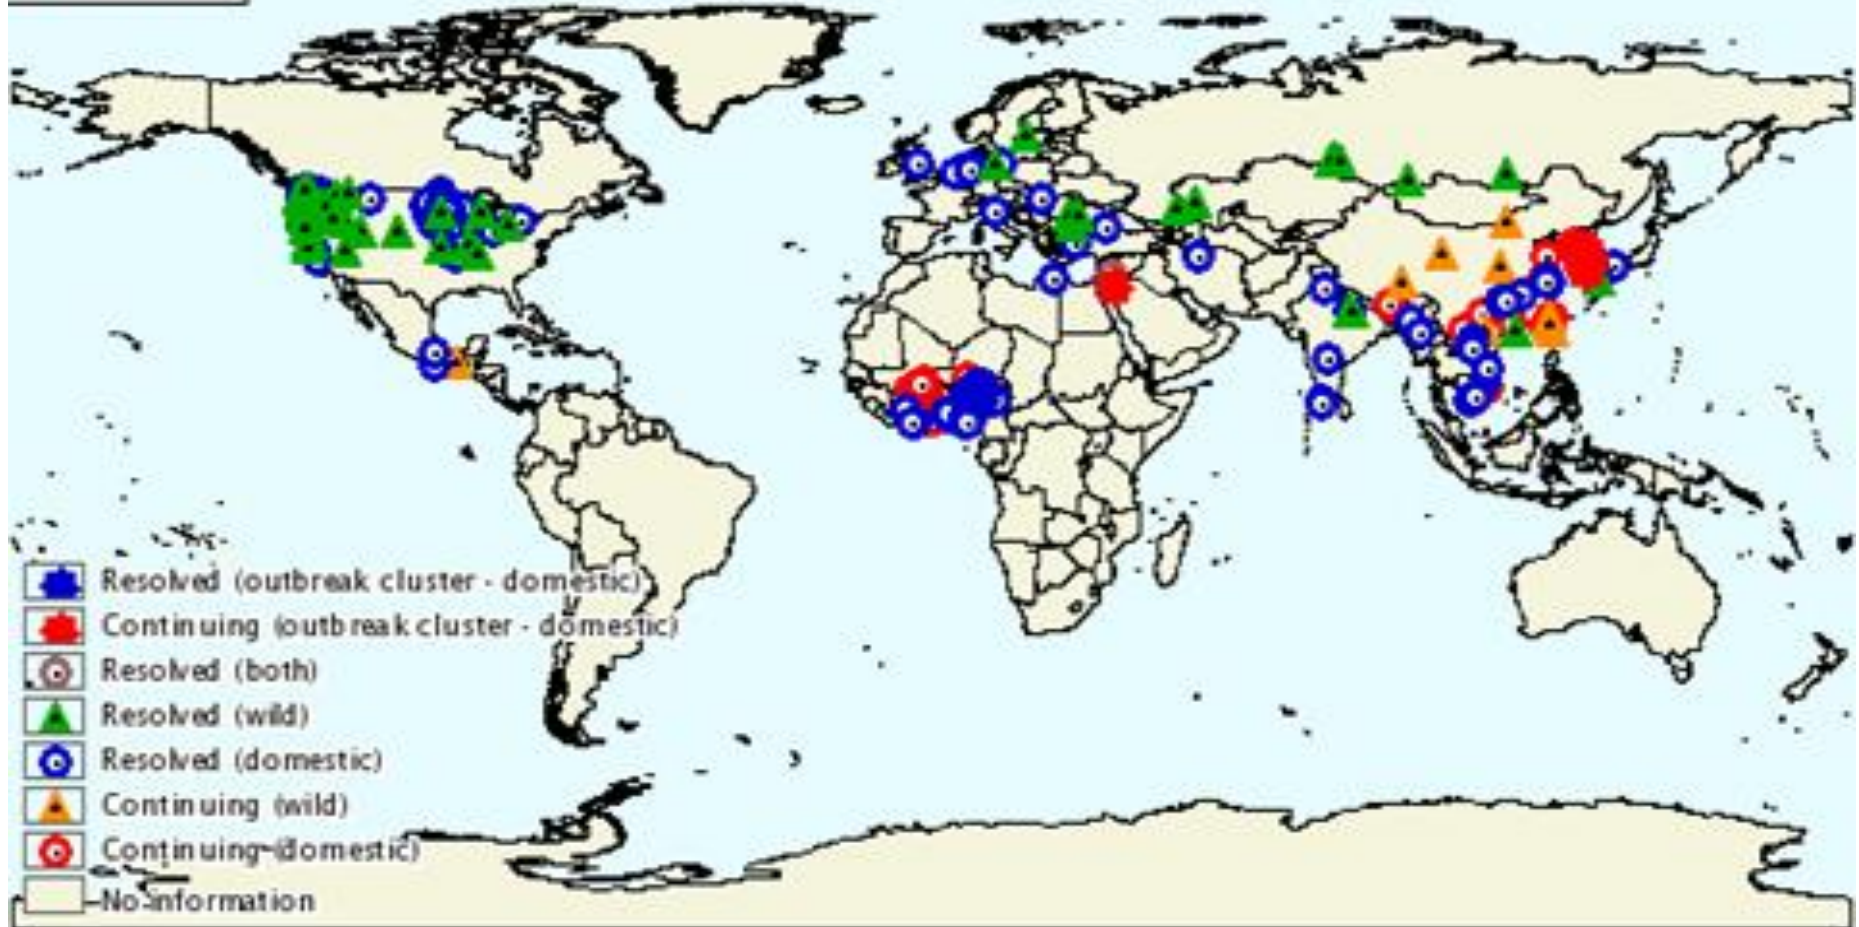 Resolved (outbreak cluster - domestic)
Continuing (outbreak cluster - domestic)
Resolved (both)
Resolved (wild)
Resolved (domestic)
Continuing (wild)
Continuing (domestic)
No information